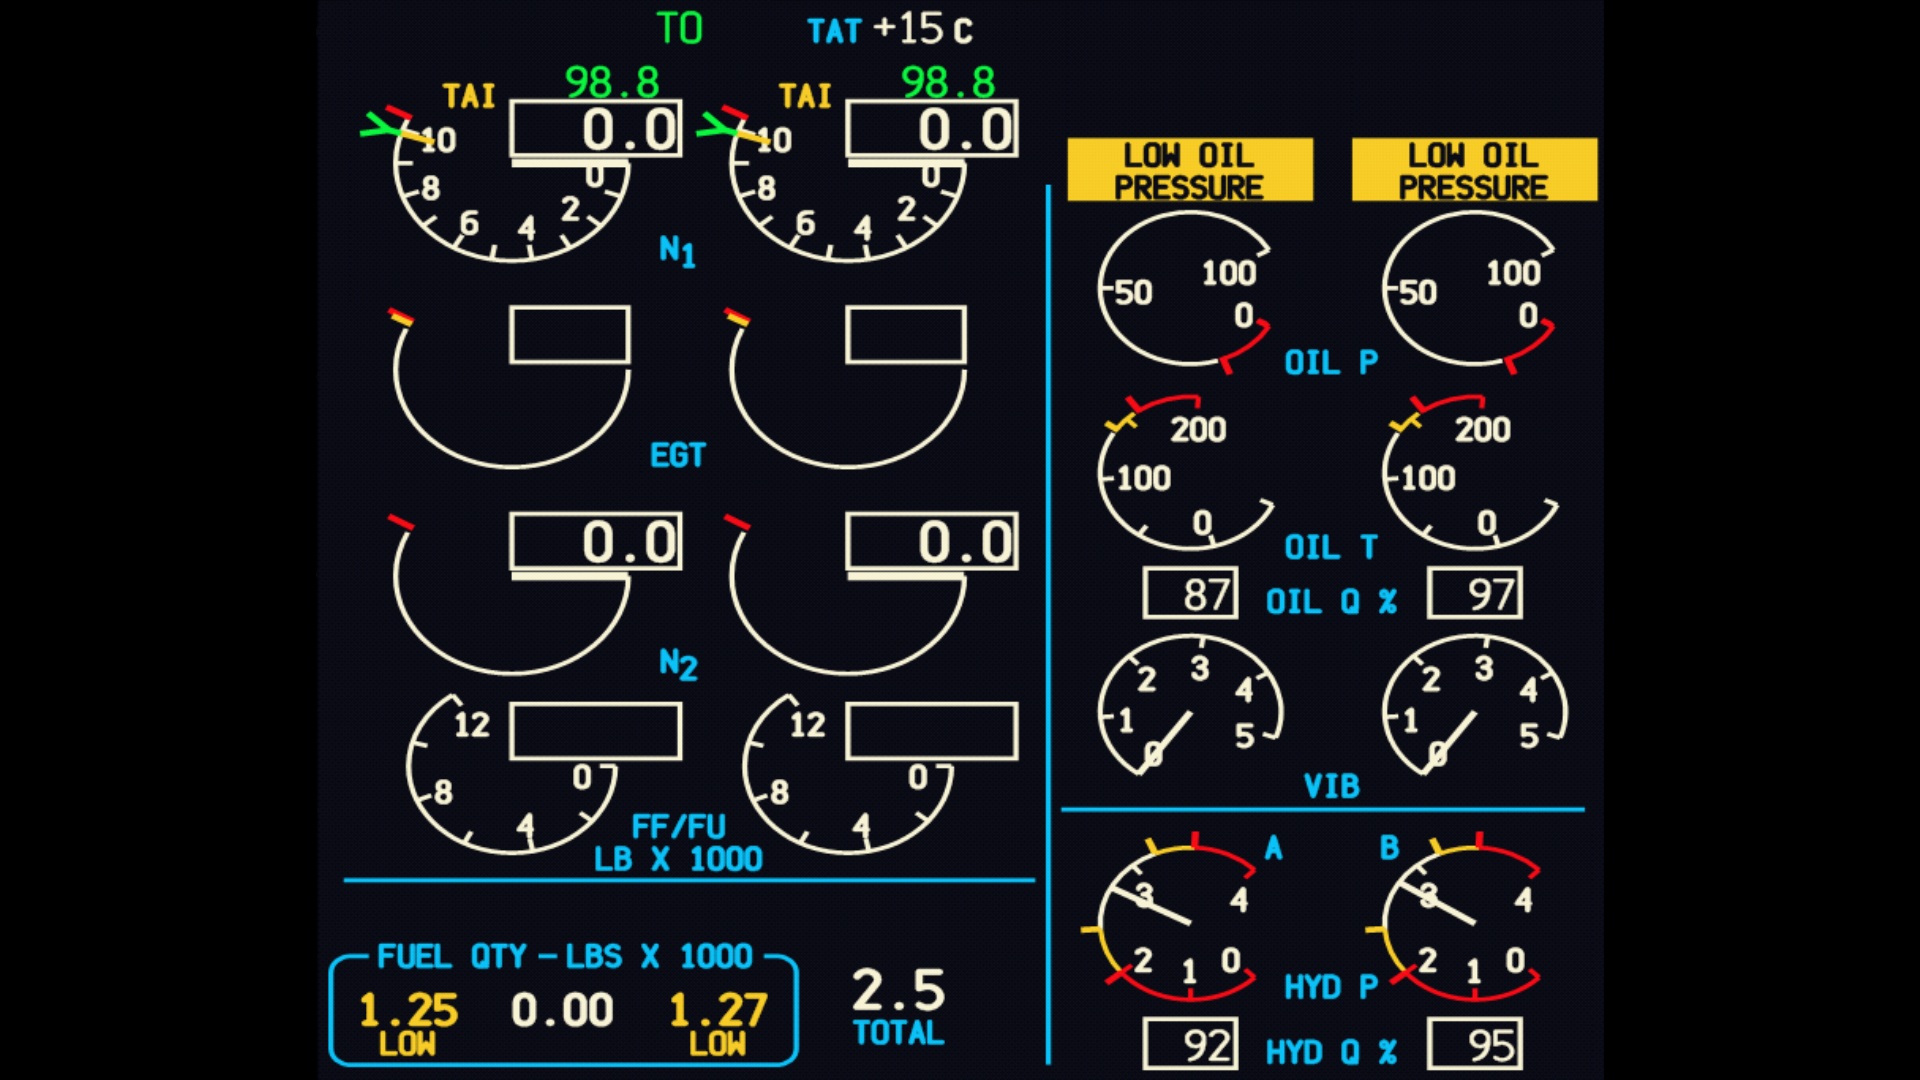 TO TAT +15 C
TAI 98.8 TAI 98.8
0.0 0.0
10 8 6 4 2 0 10 8 6 4 2 0
N1
EGT
0.0 0.0
N2
12 8 4 0 12 8 4 0
FF/FU
LB X 1000
FUEL QTY - LBS X 1000
1.25 0.00 1.27
LOW LOW
2.5
TOTAL
LOW OIL
PRESSURE
LOW OIL
PRESSURE
100 50 0 100 50 0
OIL P
200 100 0 200 100 0
OIL T
87 OIL Q % 97
0 1 2 3 4 5 0 1 2 3 4 5
VIB
A B
4 3 2 1 0 4 3 2 1 0
HYD P
92 HYD Q % 95